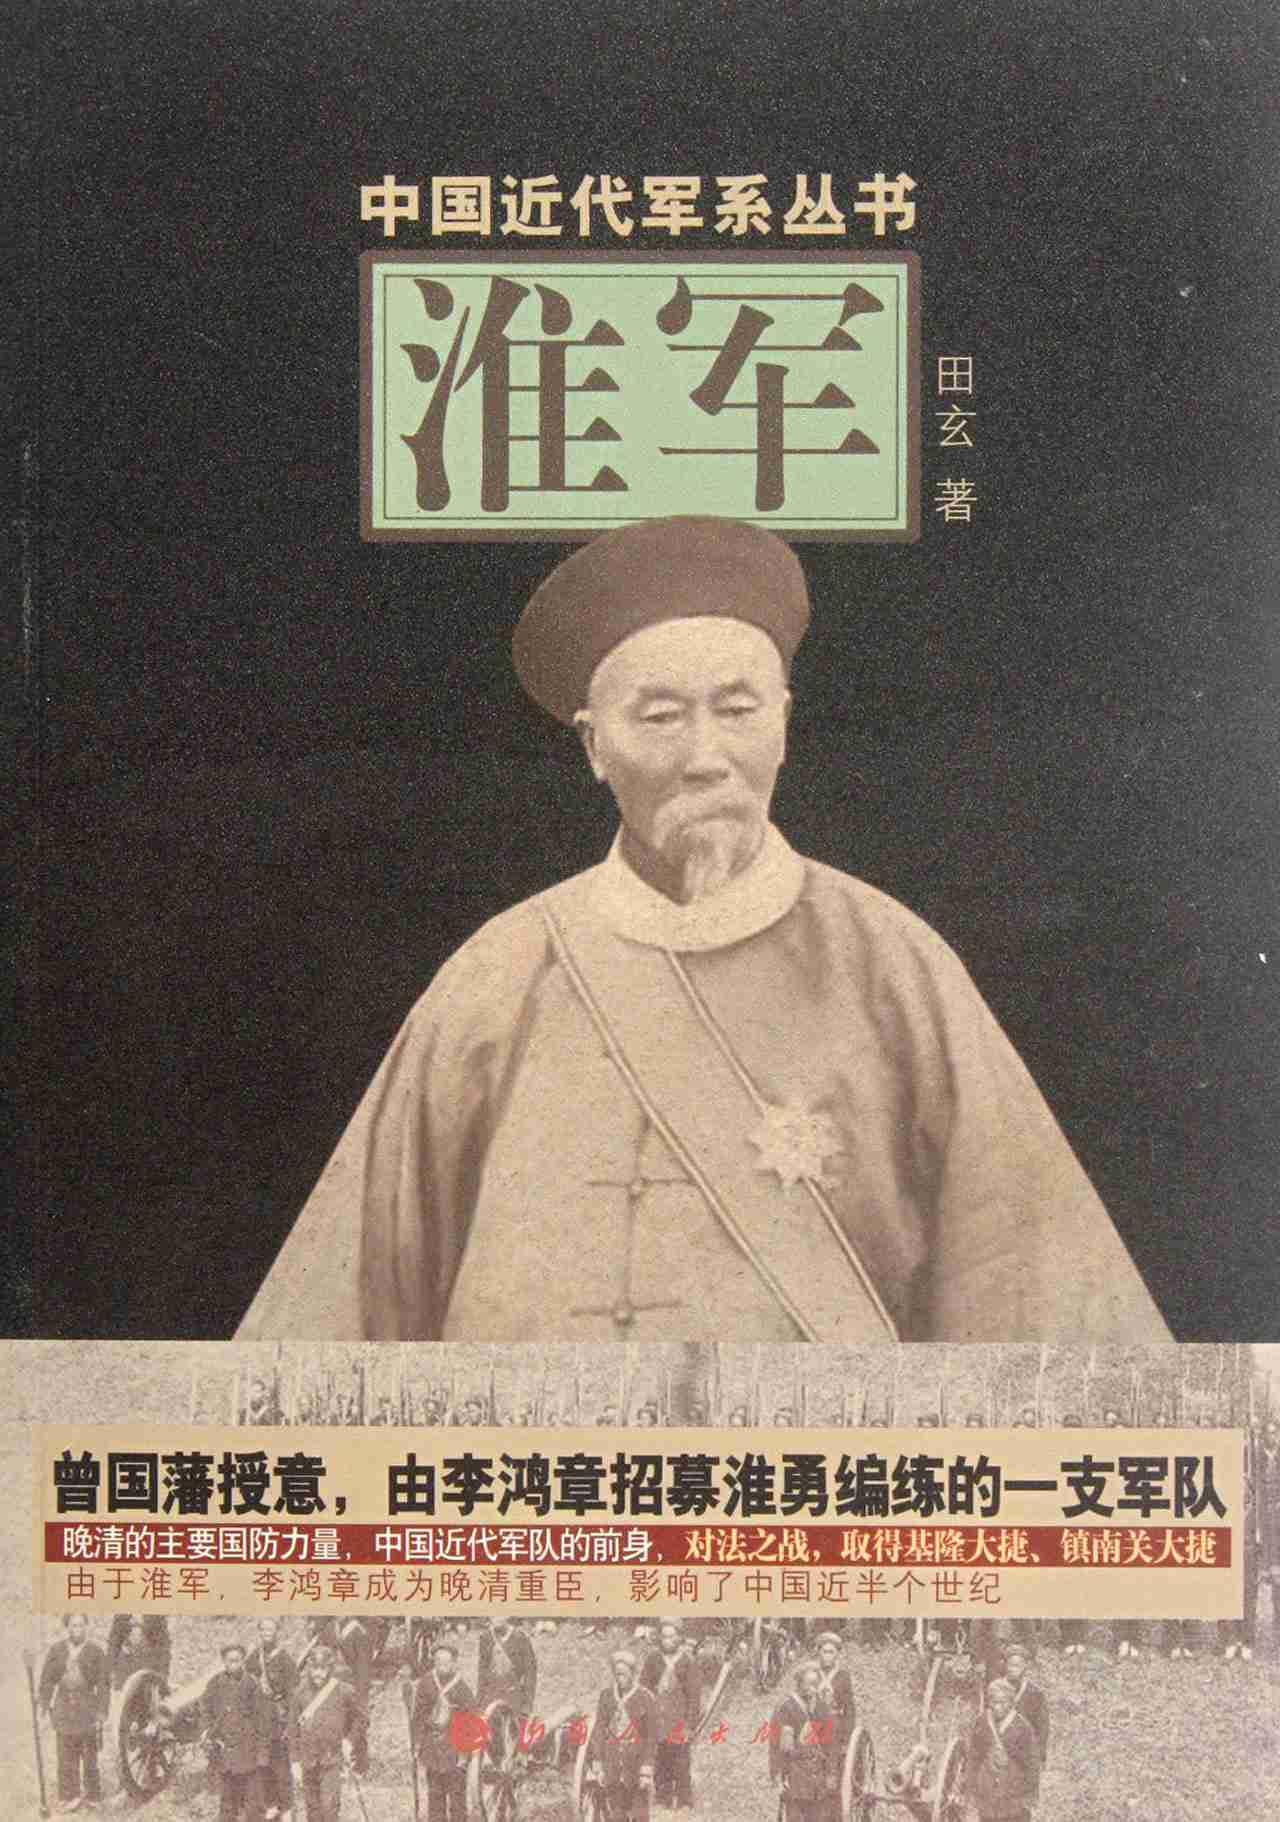 中国近代军系丛书
淮军
田玄 著
曾国藩授意，由李鸿章招募淮勇编练的一支军队
晚清的主要国防力量，中国近代军队的前身，对法之战，取得基隆大捷、镇南关大捷
由于淮军，李鸿章成为晚清重臣，影响了中国近半个世纪